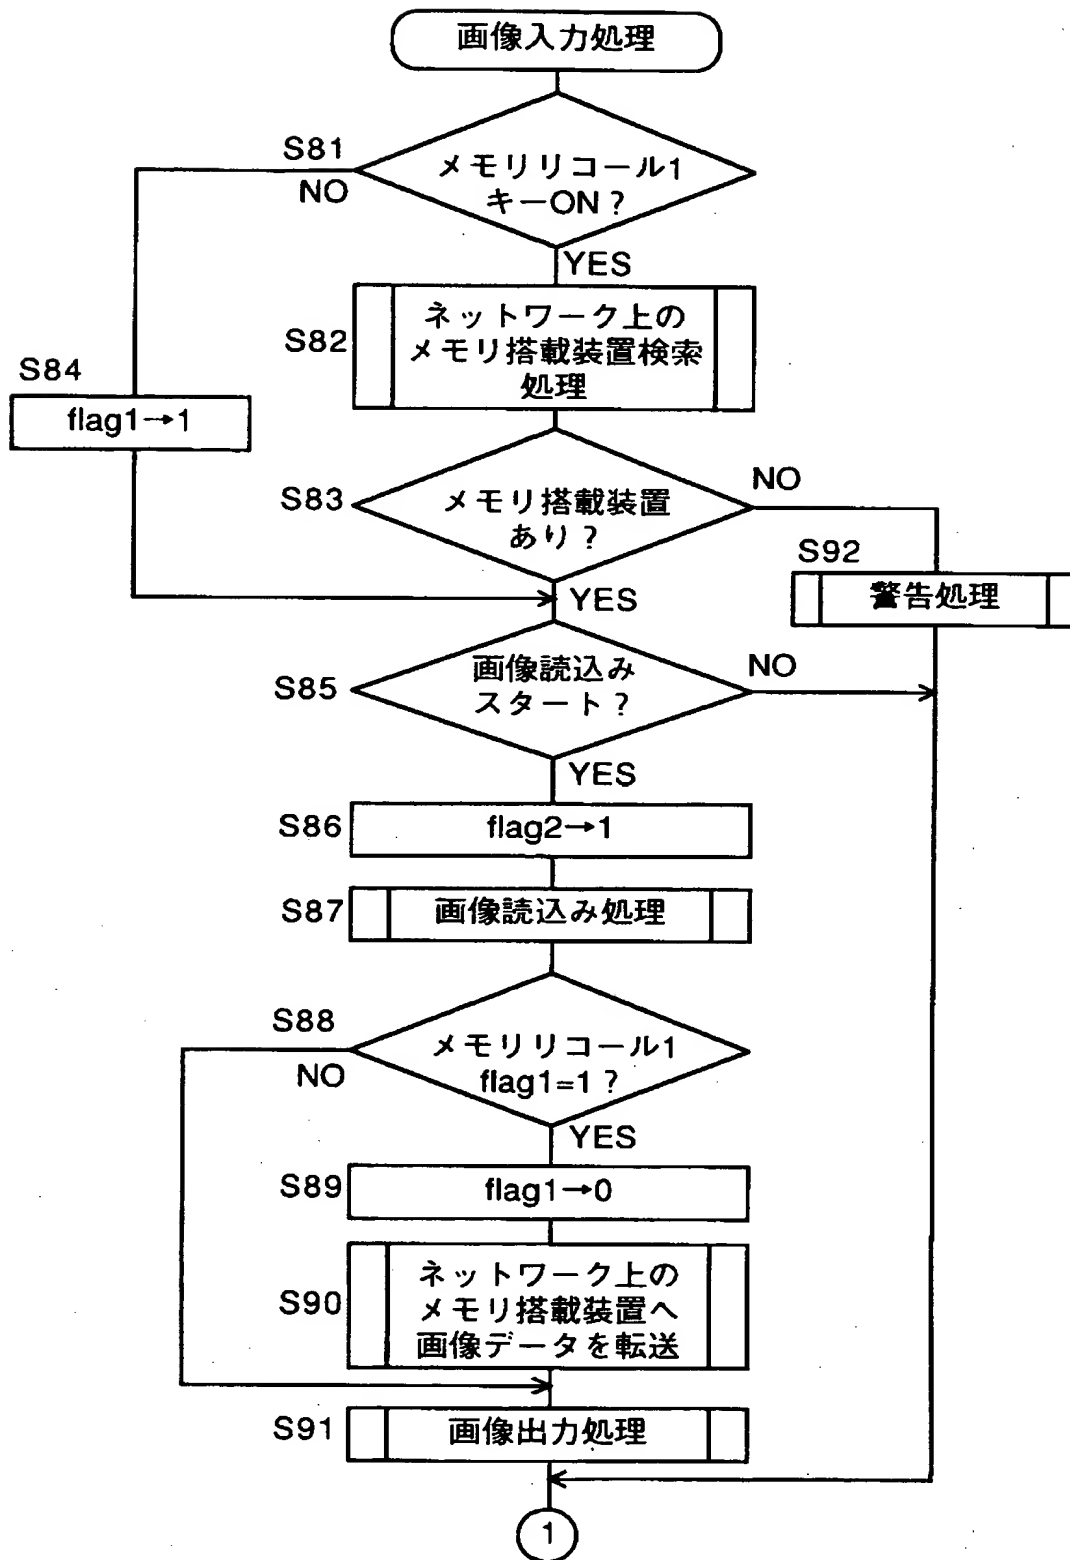 画像入力処理
S81
メモリリコール1
キーON？
NO
YES
S82
ネットワーク上の
メモリ搭載装置検索
処理
S84
flag1→1
S83
メモリ搭載装置
あり？
NO
YES
S92
警告処理
S85
画像読込み
スタート？
NO
YES
S86
flag2→1
S87
画像読込み処理
S88
メモリリコール1
flag1=1？
NO
YES
S89
flag1→0
S90
ネットワーク上の
メモリ搭載装置へ
画像データを転送
S91
画像出力処理
1